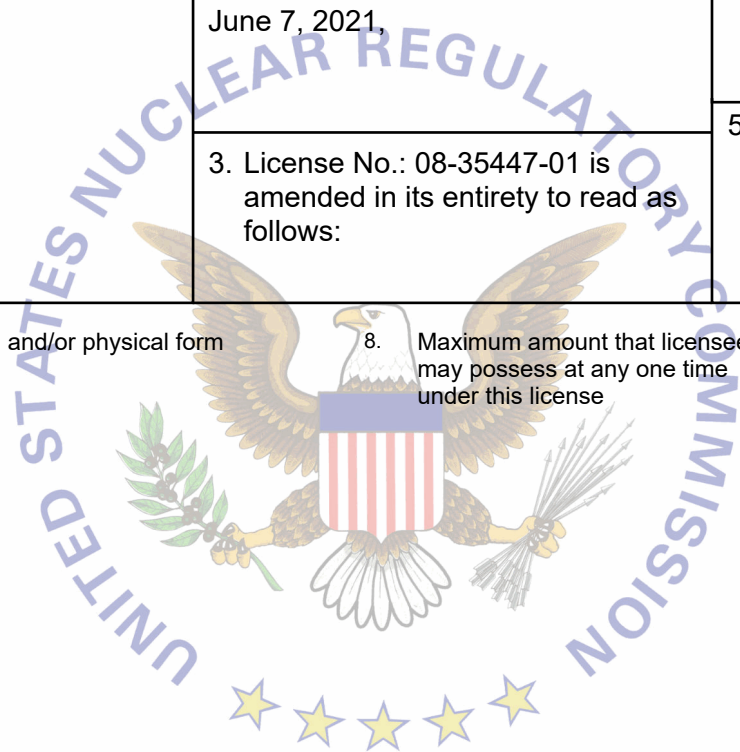 June 7, 2021,
5
3. License No.: 08-35447-01 is
amended in its entirety to read as
follows:
and/or physical form
8. Maximum amount that licensee
may possess at any one time
under this license
UNITED STATES NUCLEAR REGULATORY COMMISSION